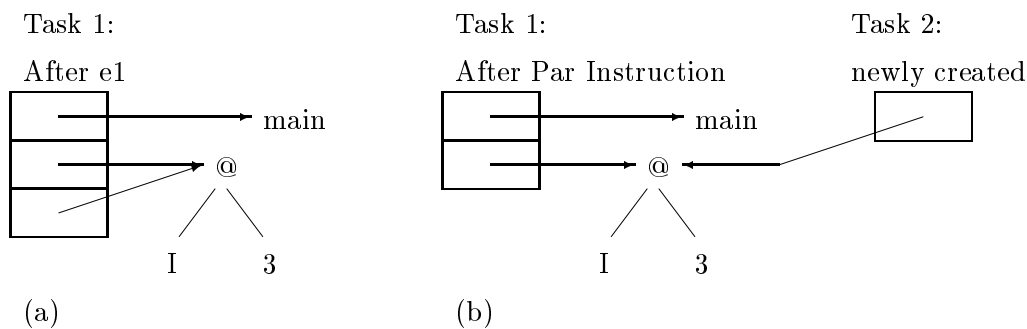 Task 1:
After e1
main
@
I 3
(a)
Task 1:
After Par Instruction
main
@
I 3
(b)
Task 2:
newly created